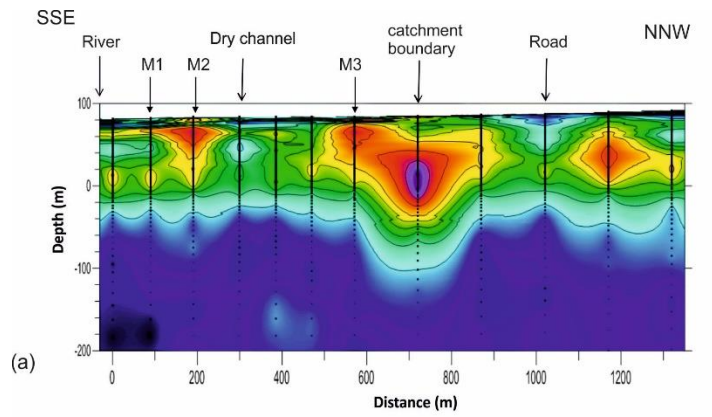 SSE
River
Dry channel
catchment
boundary
Road
NNW
M1
M2
M3
100
0
-100
-200
Depth (m)
(a)
0
200
400
600
800
1000
1200
Distance (m)